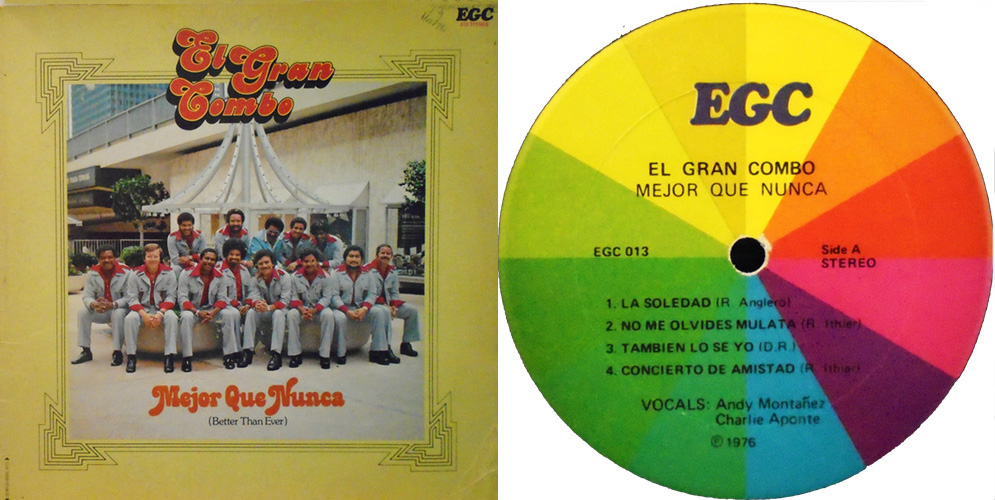 EGC
El Gran
Combo
Mejor Que Nunca
(Better Than Ever)
EGC
EL GRAN COMBO
MEJOR QUE NUNCA
EGC 013
Side A
STEREO
1. LA SOLEDAD (R. Anglero)
2. NO ME OLVIDES MULATA (R. Ithier)
3. TAMBIEN LO SE YO (D.R.)
4. CONCIERTO DE AMISTAD (R. Ithier)
VOCALS: Andy Montañez
Charlie Aponte
℗ 1976